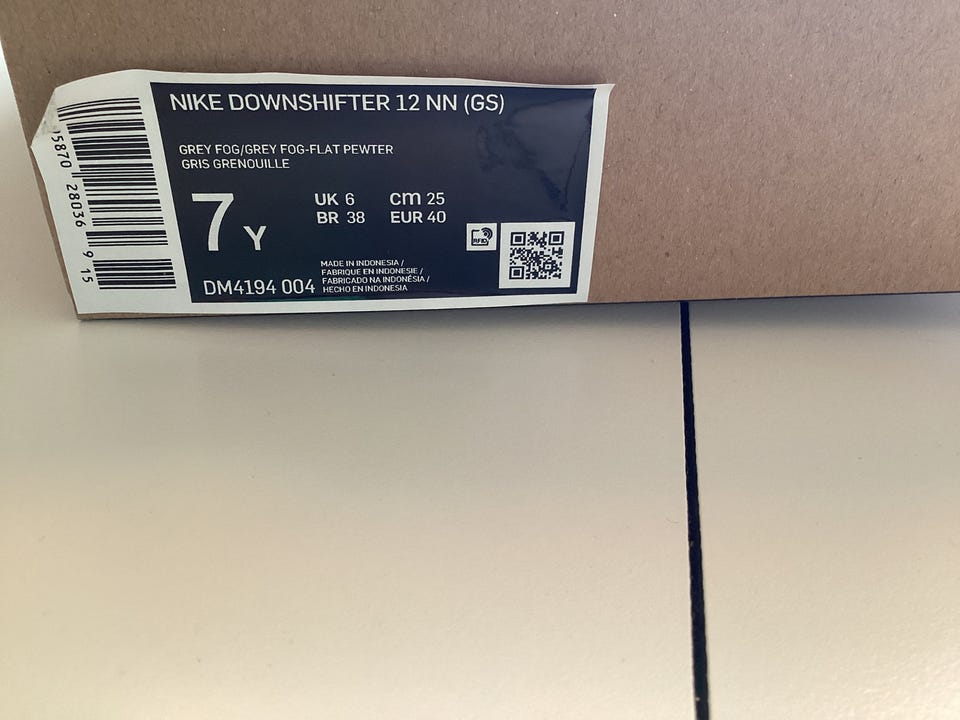 NIKE DOWNSHIFTER 12 NN (GS)
GREY FOG/GREY FOG-FLAT PEWTER
GRIS GRENOUILLE
7 Y
UK 6 cm 25
BR 38 EUR 40
RFID
DM4194 004
MADE IN INDONESIA /
FABRIQUE EN INDONESIE /
FABRICADO NA INDONÉSIA /
HECHO EN INDONESIA
5870 28036 9 15